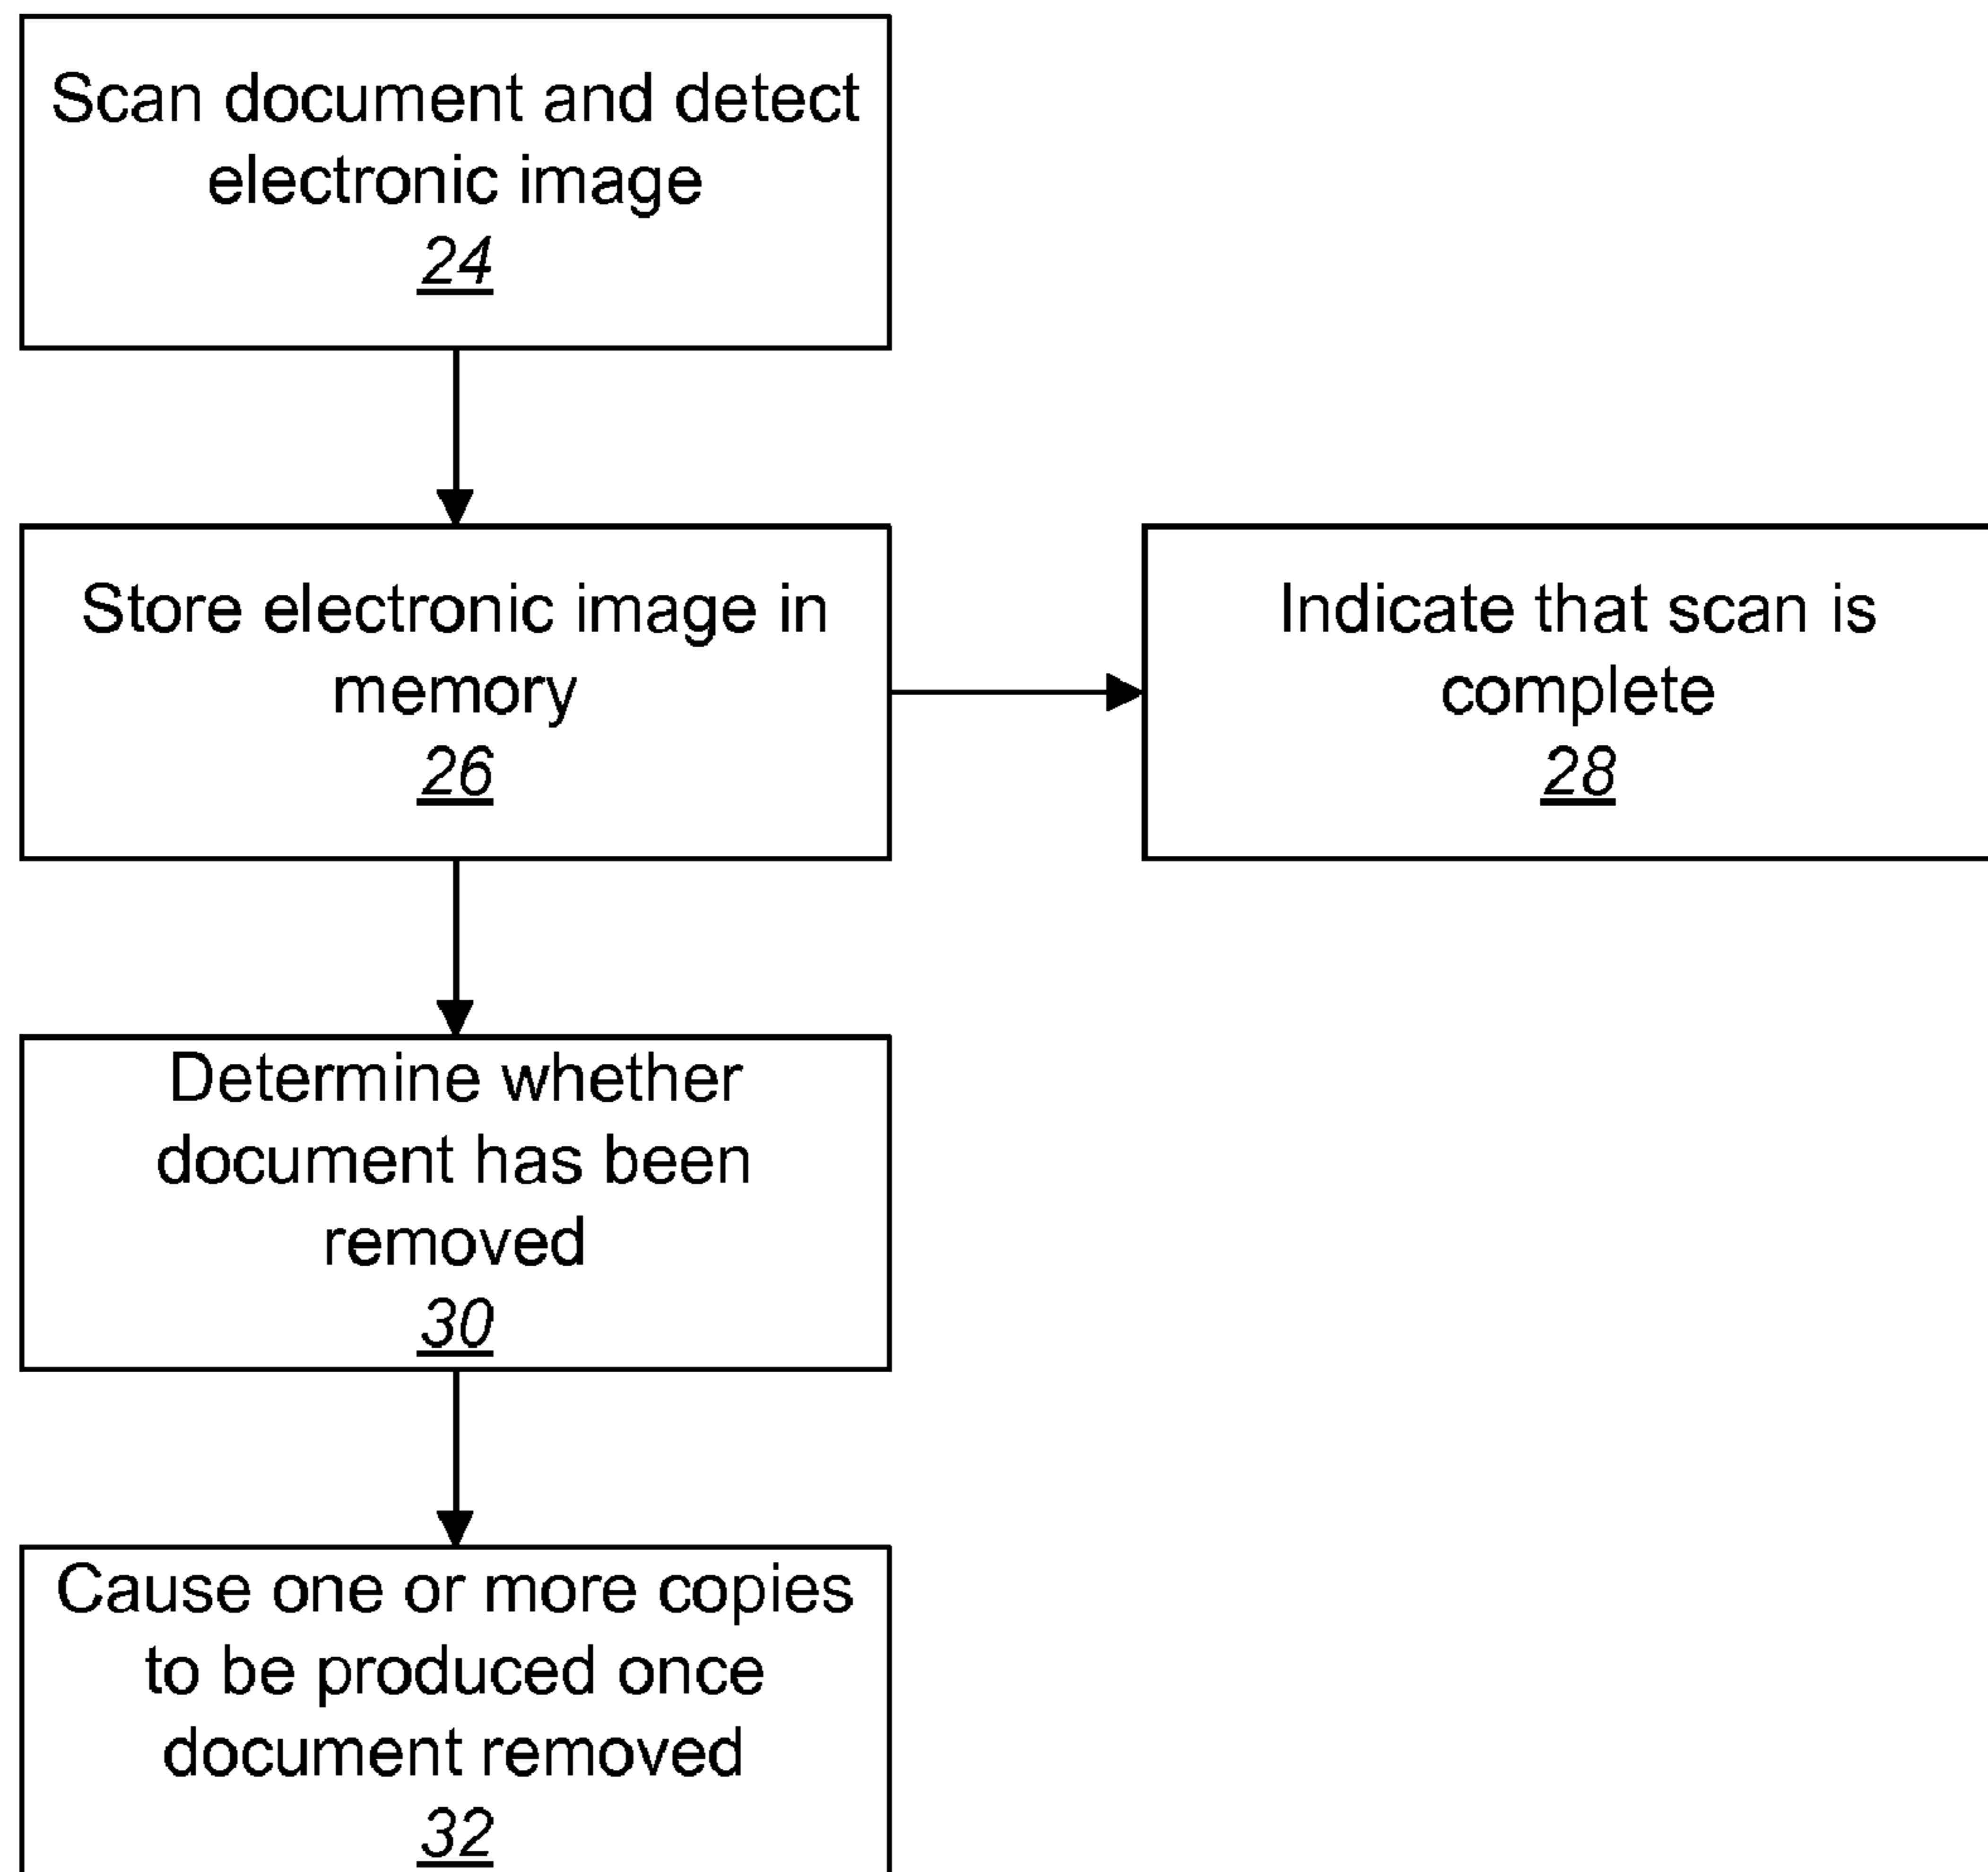 Scan document and detect
electronic image
24
Store electronic image in
memory
26
Indicate that scan is
complete
28
Determine whether
document has been
removed
30
Cause one or more copies
to be produced once
document removed
32